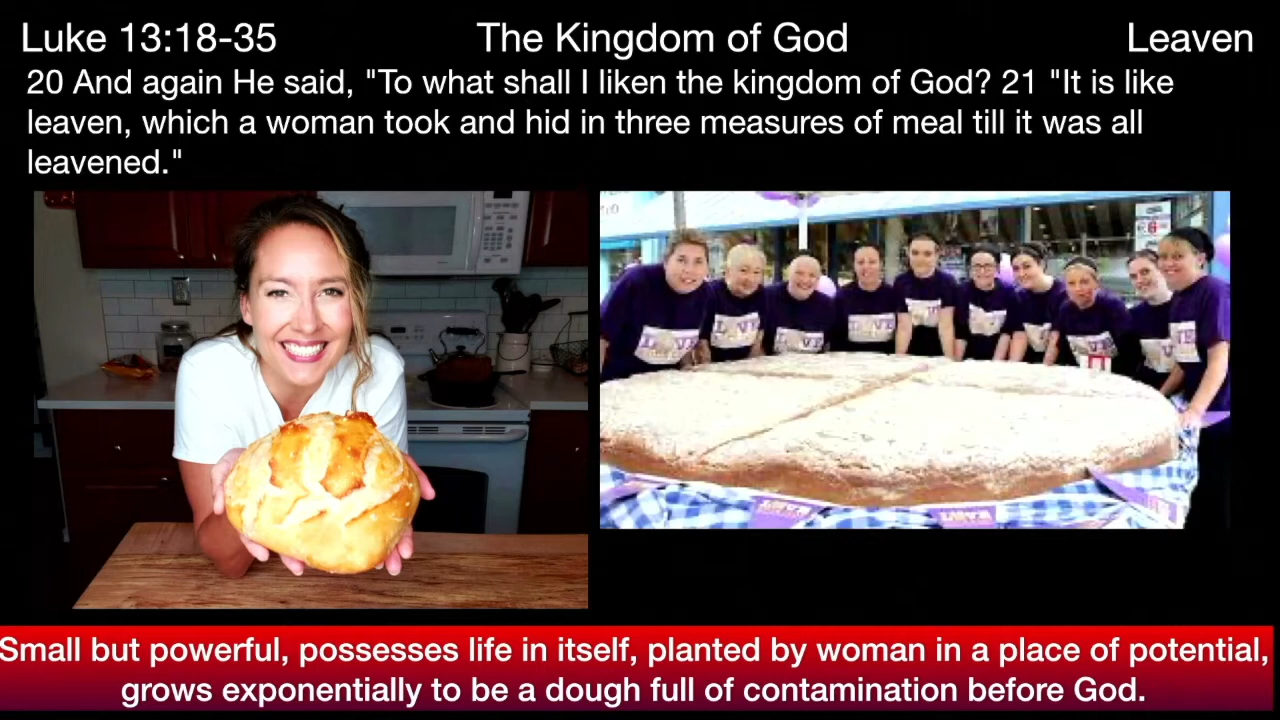 Luke 13:18-35 The Kingdom of God Leaven
20 And again He said, "To what shall I liken the kingdom of God? 21 "It is like
leaven, which a woman took and hid in three measures of meal till it was all
leavened."
LOVE
Small but powerful, possesses life in itself, planted by woman in a place of potential,
grows exponentially to be a dough full of contamination before God.